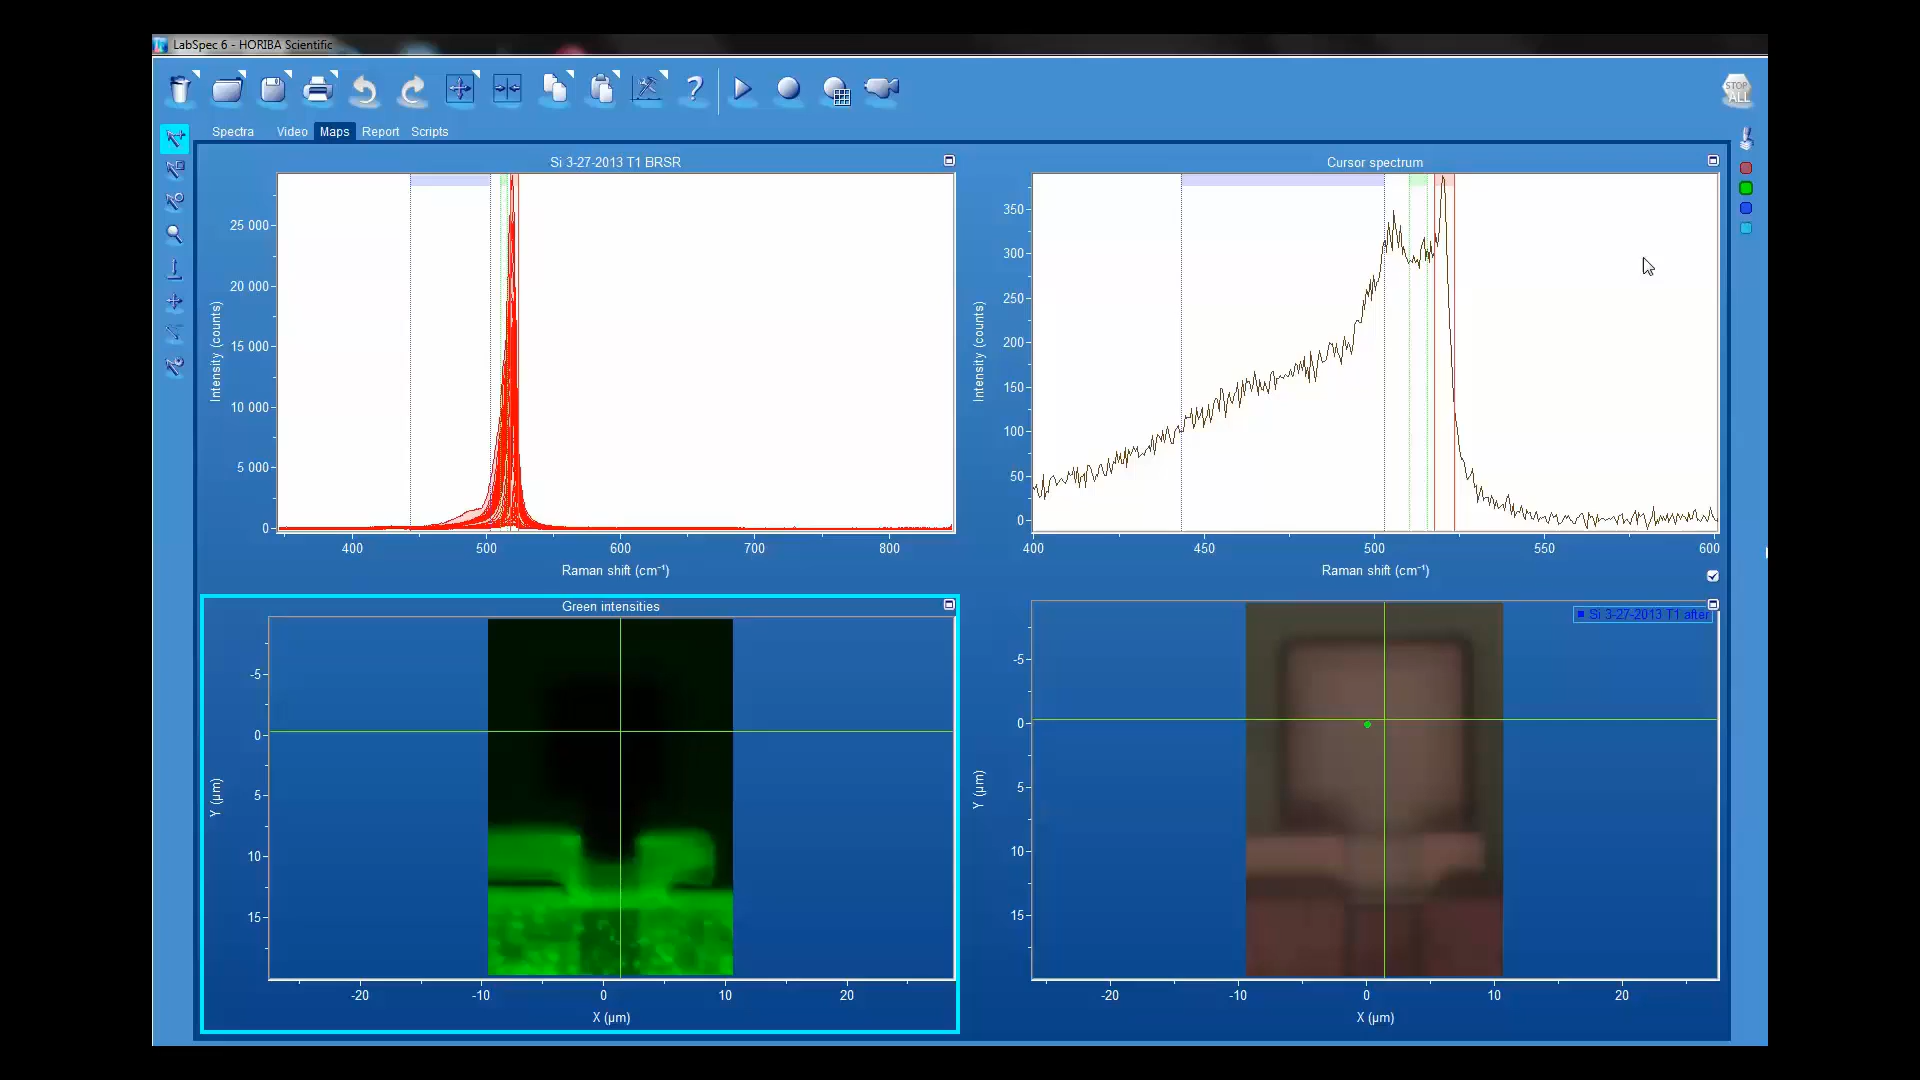 LabSpec 6 - HORIBA Scientific
?
STOP
ALL
Spectra Video Maps Report Scripts
Si 3-27-2013 T1 BRSR
Intensity (counts)
25 000
20 000
15 000
10 000
5 000
0
400 500 600 700 800
Raman shift (cm⁻¹)
Cursor spectrum
Intensity (counts)
350
300
250
200
150
100
50
0
400 450 500 550 600
Raman shift (cm⁻¹)
Green intensities
Y (µm)
-5
0
5
10
15
-20 -10 0 10 20
X (µm)
Si 3-27-2013 T1 after
Y (µm)
-5
0
5
10
15
-20 -10 0 10 20
X (µm)